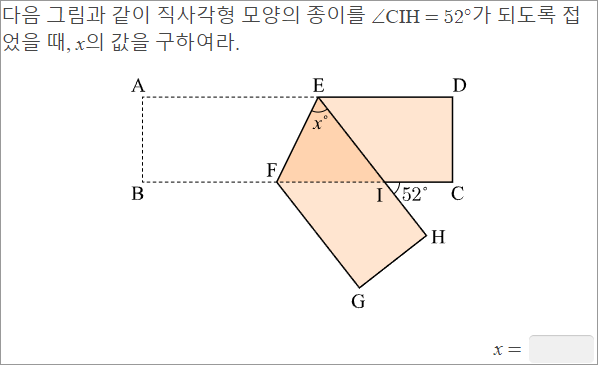 다음 그림과 같이 직사각형 모양의 종이를 ∠CIH = 52°가 되도록 접
었을 때, x의 값을 구하여라.
A E D
x°
F
B I 52° C
H
G
x =